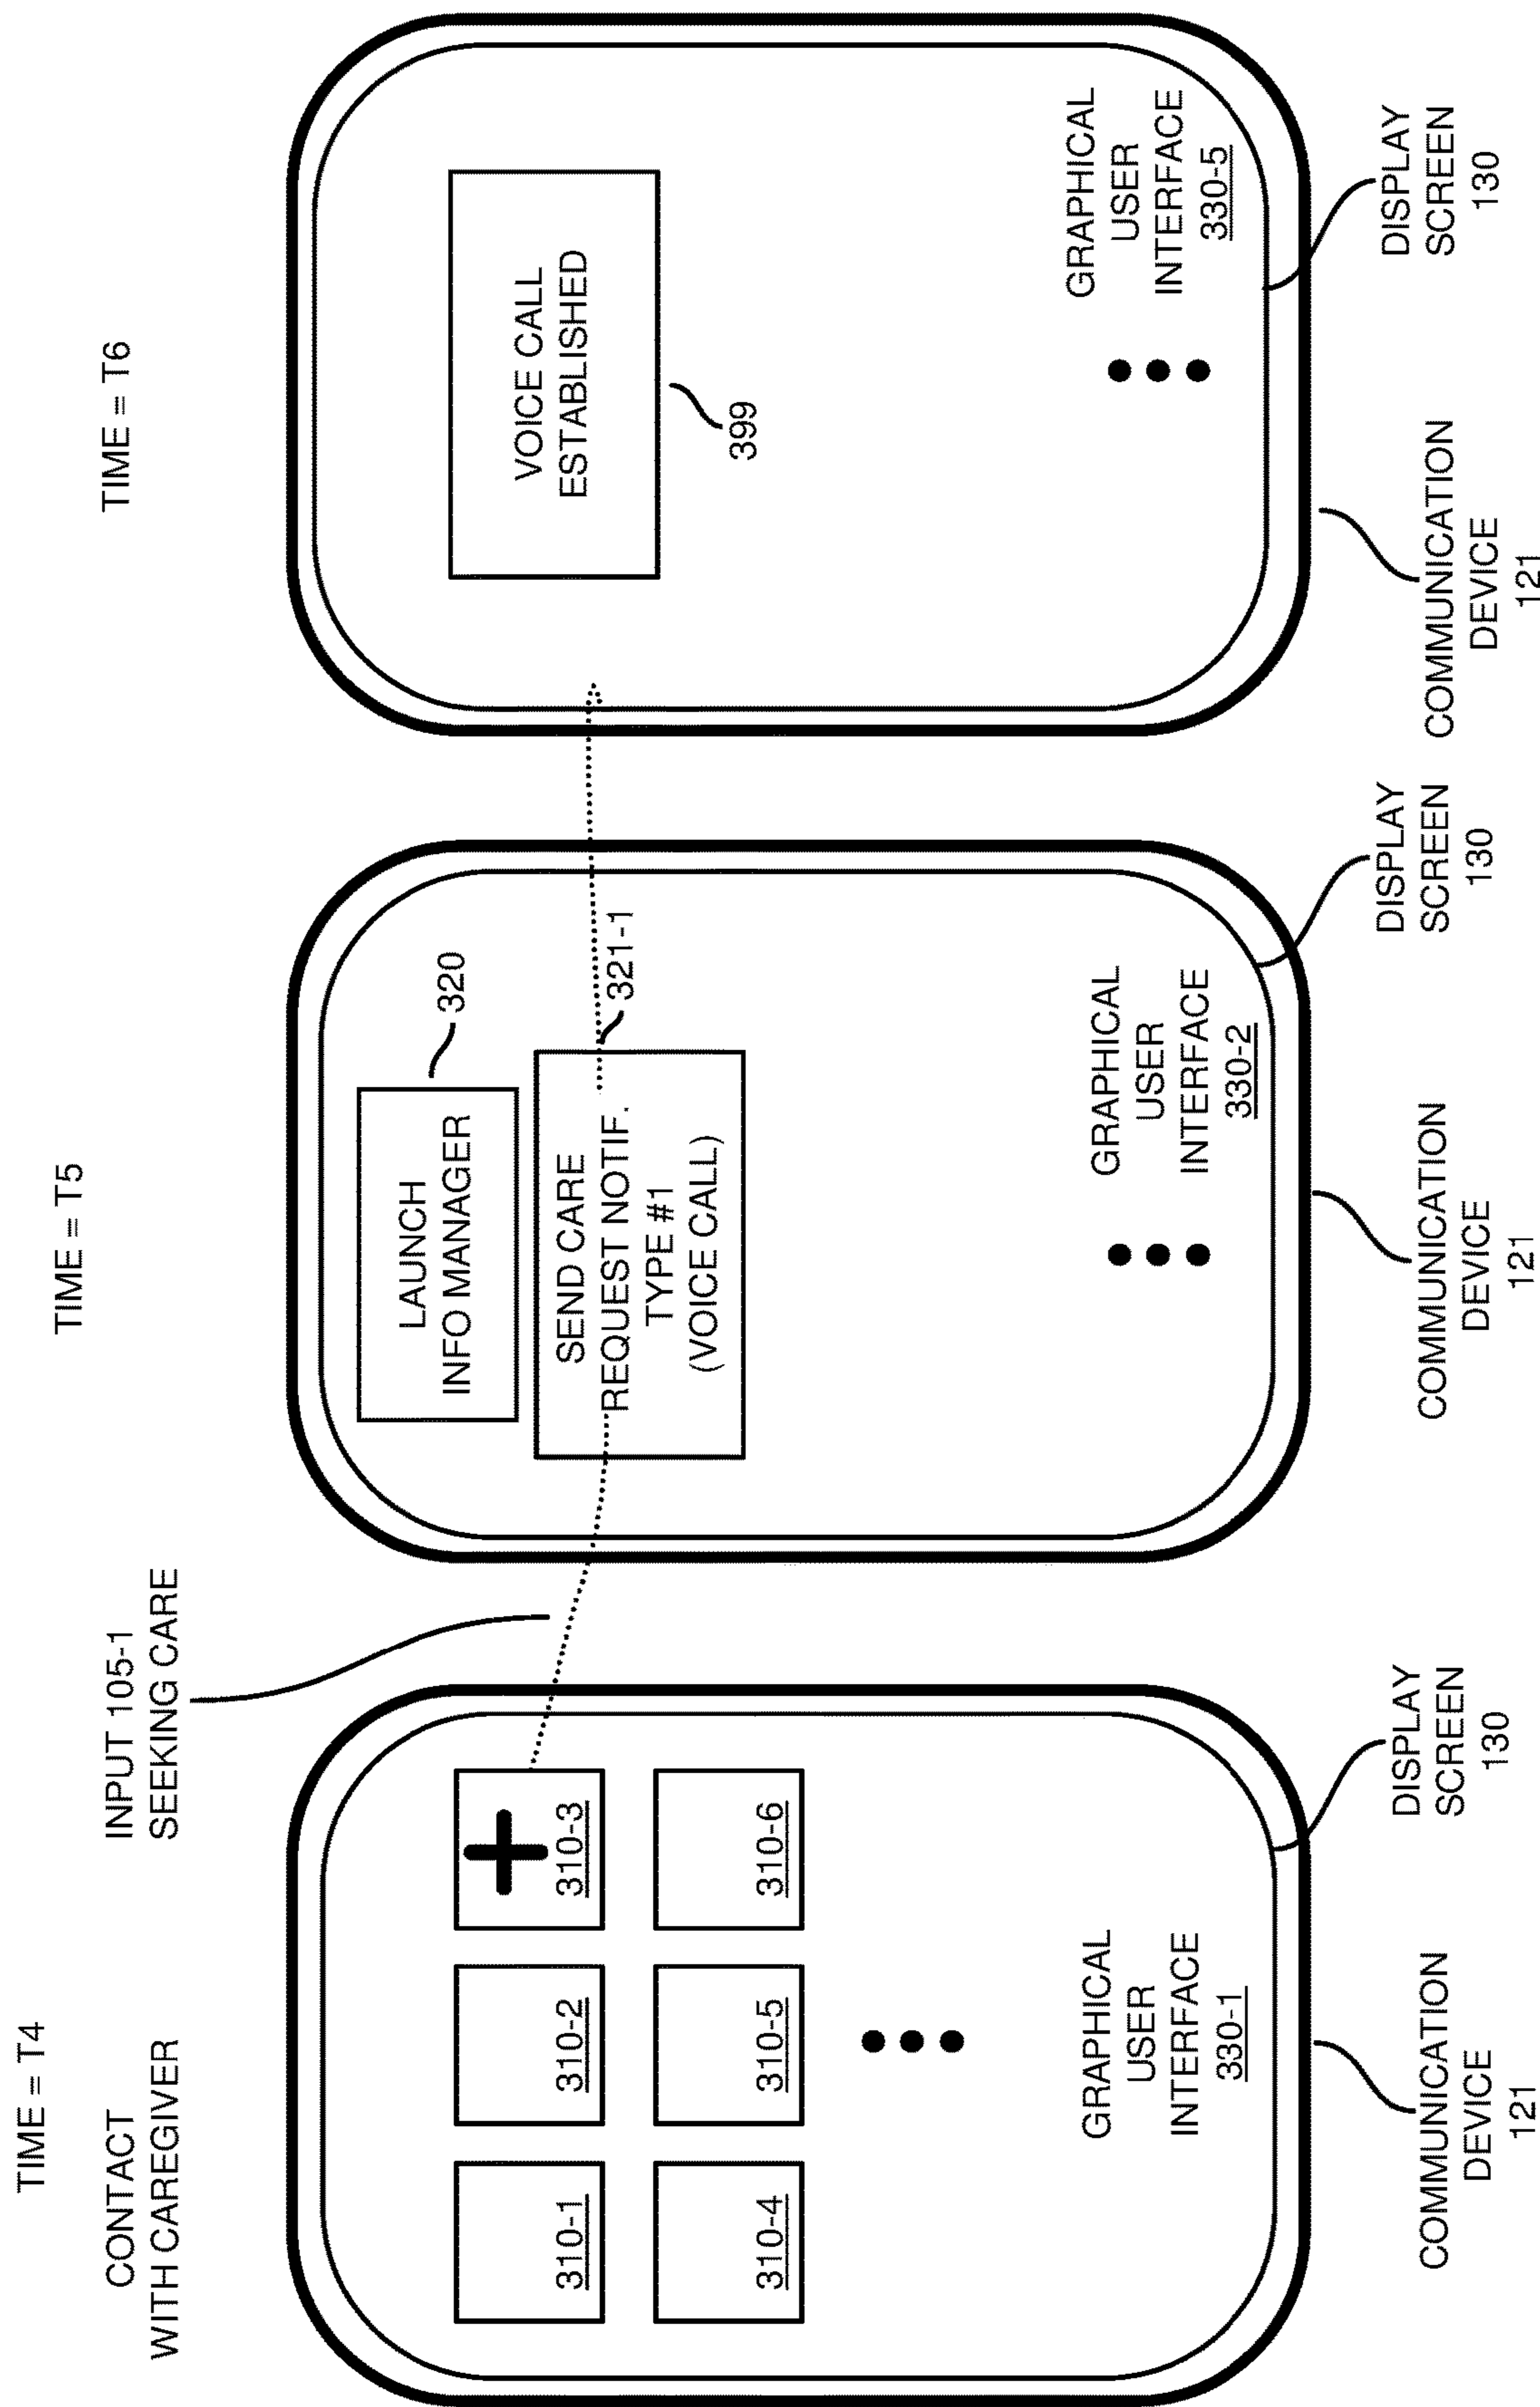 TIME = T4
CONTACT
WITH CAREGIVER
INPUT 105-1
SEEKING CARE
310-1
310-2
310-3
310-4
310-5
310-6
GRAPHICAL
USER
INTERFACE
330-1
DISPLAY
SCREEN
130
COMMUNICATION
DEVICE
121
TIME = T5
LAUNCH
INFO MANAGER
320
SEND CARE
REQUEST NOTIF.
TYPE #1
(VOICE CALL)
321-1
GRAPHICAL
USER
INTERFACE
330-2
DISPLAY
SCREEN
130
COMMUNICATION
DEVICE
121
TIME = T6
VOICE CALL
ESTABLISHED
399
GRAPHICAL
USER
INTERFACE
330-5
DISPLAY
SCREEN
130
COMMUNICATION
DEVICE
121